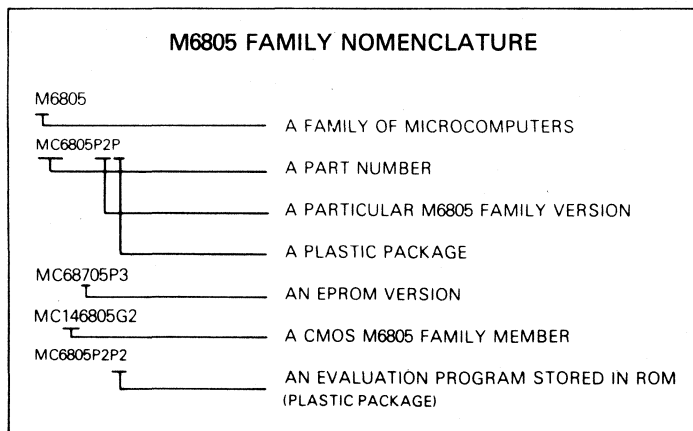 M6805 FAMILY NOMENCLATURE
M6805
A FAMILY OF MICROCOMPUTERS
MC6805P2P
A PART NUMBER
A PARTICULAR M6805 FAMILY VERSION
A PLASTIC PACKAGE
MC68705P3
AN EPROM VERSION
MC146805G2
A CMOS M6805 FAMILY MEMBER
MC6805P2P2
AN EVALUATION PROGRAM STORED IN ROM
(PLASTIC PACKAGE)